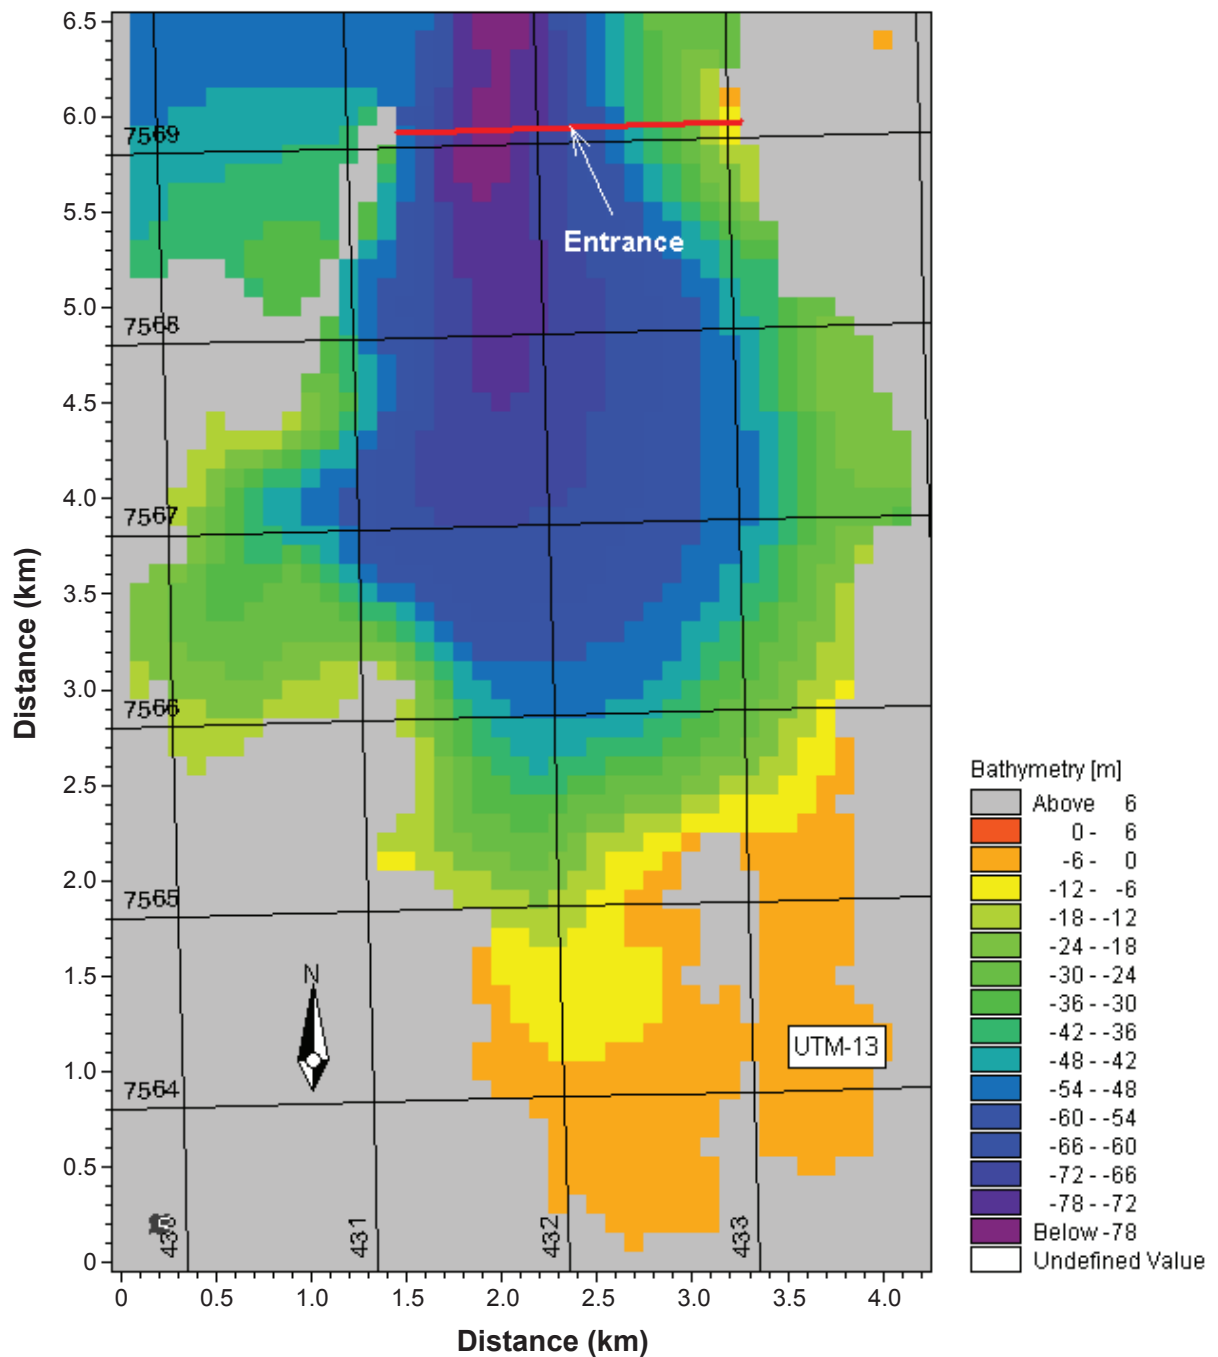 6.5
6.0
5.5
5.0
4.5
4.0
3.5
3.0
2.5
2.0
1.5
1.0
0.5
0
Distance (km)
7569
7568
7567
7566
7565
7564
Entrance
N
UTM-13
431
432
433
0
0.5
1.0
1.5
2.0
2.5
3.0
3.5
4.0
Distance (km)
Bathymetry [m]
Above 6
0 - 6
-6 - 0
-12 - -6
-18 - -12
-24 - -18
-30 - -24
-36 - -30
-42 - -36
-48 - -42
-54 - -48
-60 - -54
-66 - -60
-72 - -66
-78 - -72
Below -78
Undefined Value